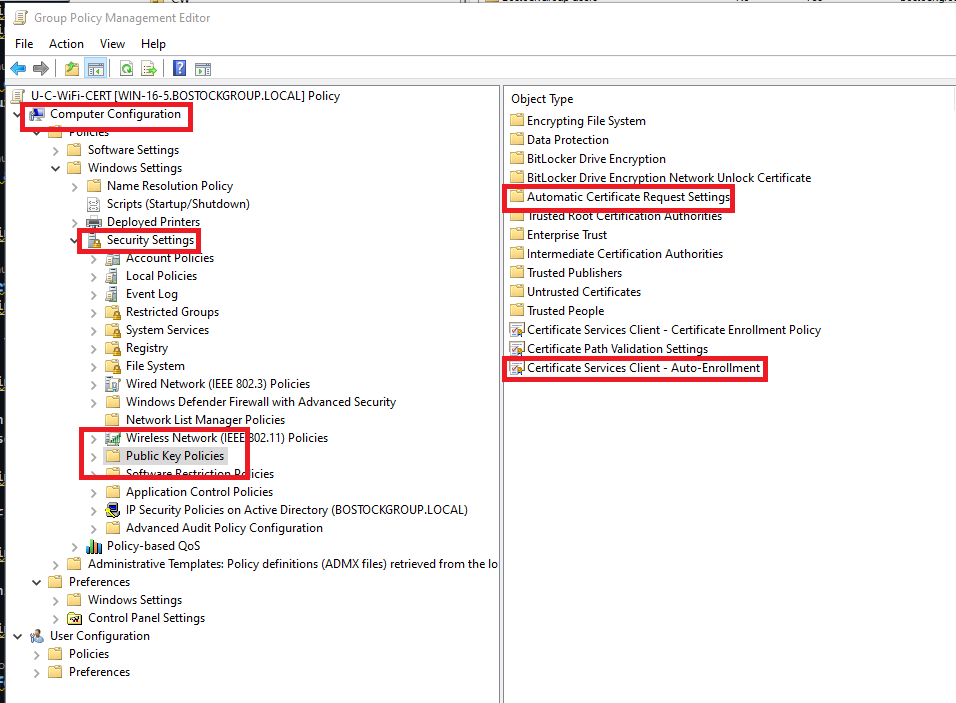 Group Policy Management Editor
File Action View Help
U-C-WiFi-CERT [WIN-16-5.BOSTOCKGROUP.LOCAL] Policy
Computer Configuration
Policies
Software Settings
Windows Settings
Name Resolution Policy
Scripts (Startup/Shutdown)
Deployed Printers
Security Settings
Account Policies
Local Policies
Event Log
Restricted Groups
System Services
Registry
File System
Wired Network (IEEE 802.3) Policies
Windows Defender Firewall with Advanced Security
Network List Manager Policies
Wireless Network (IEEE 802.11) Policies
Public Key Policies
Software Restriction Policies
Application Control Policies
IP Security Policies on Active Directory (BOSTOCKGROUP.LOCAL)
Advanced Audit Policy Configuration
Policy-based QoS
Administrative Templates: Policy definitions (ADMX files) retrieved from the lo
Preferences
Windows Settings
Control Panel Settings
User Configuration
Policies
Preferences
Object Type
Encrypting File System
Data Protection
BitLocker Drive Encryption
BitLocker Drive Encryption Network Unlock Certificate
Automatic Certificate Request Settings
Trusted Root Certification Authorities
Enterprise Trust
Intermediate Certification Authorities
Trusted Publishers
Untrusted Certificates
Trusted People
Certificate Services Client - Certificate Enrollment Policy
Certificate Path Validation Settings
Certificate Services Client - Auto-Enrollment